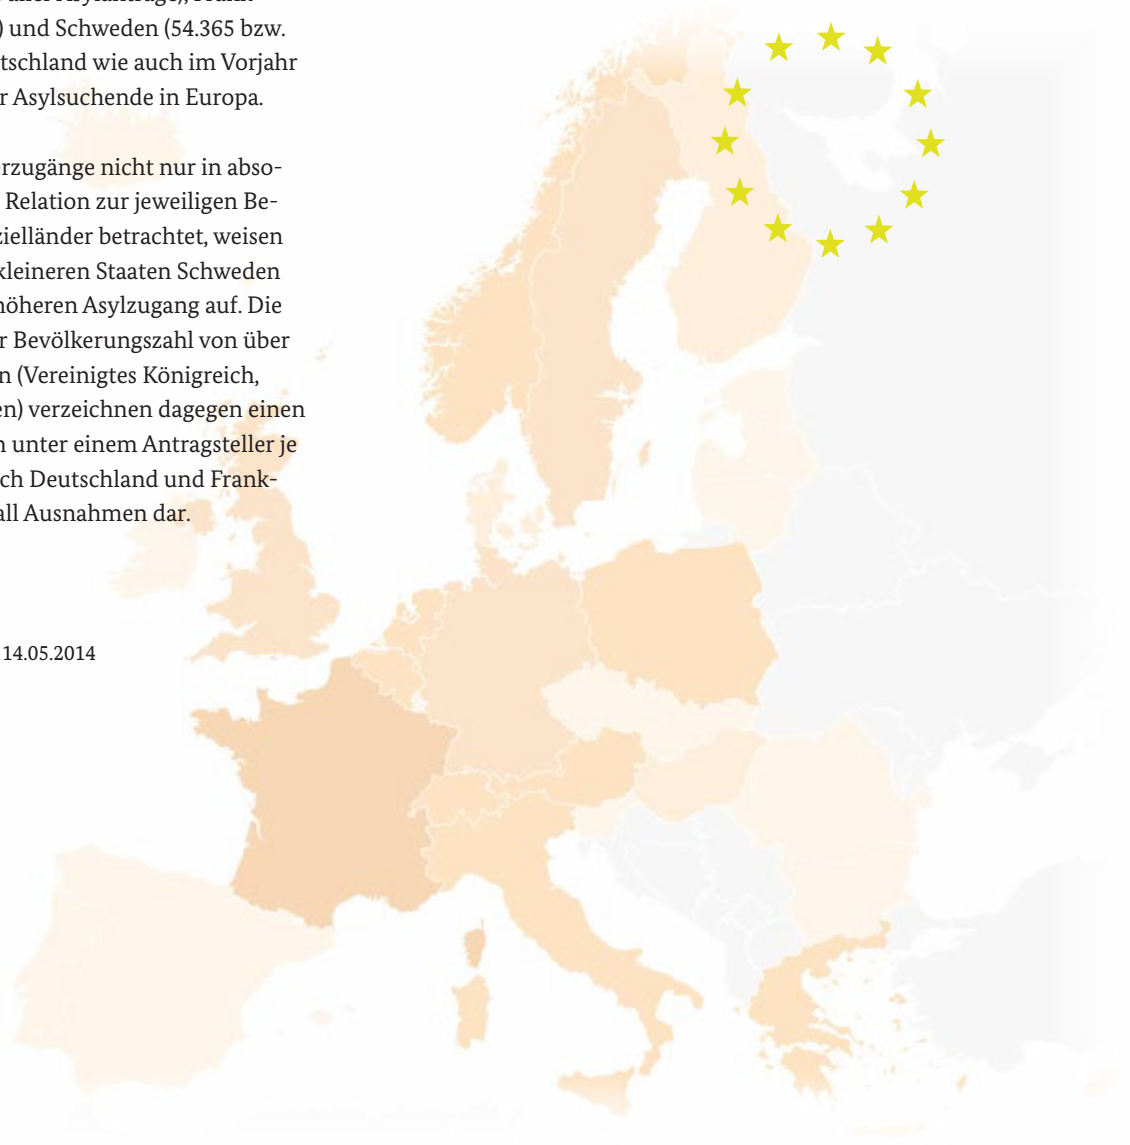 ) und Schweden (54.365 bzw.
tschland wie auch im Vorjahr
r Asylsuchende in Europa.
erzugänge nicht nur in abso-
Relation zur jeweiligen Be-
zielländer betrachtet, weisen
kleineren Staaten Schweden
höheren Asylzugang auf. Die
r Bevölkerungszahl von über
n (Vereinigtes Königreich,
en) verzeichnen dagegen einen
n unter einem Antragsteller je
ch Deutschland und Frank-
all Ausnahmen dar.
14.05.2014